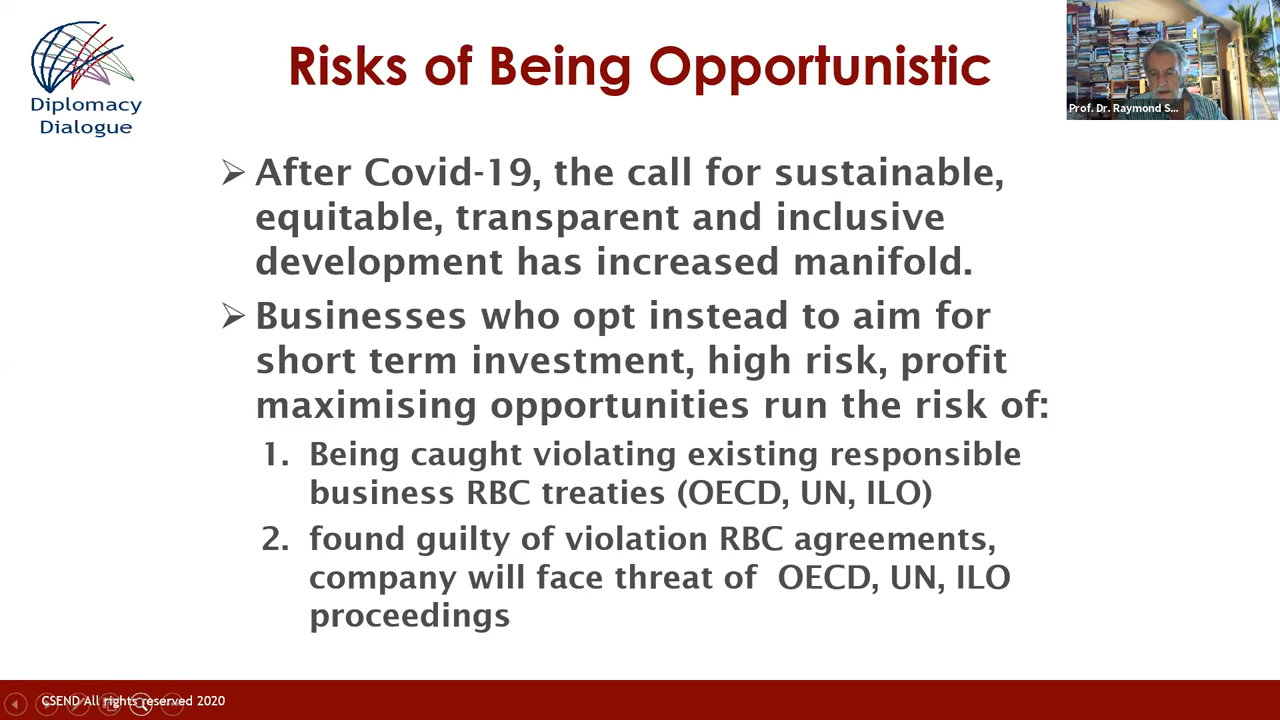 Diplomacy
Dialogue
Risks of Being Opportunistic
Prof. Dr. Raymond S...
➢ After Covid-19, the call for sustainable,
equitable, transparent and inclusive
development has increased manifold.
➢ Businesses who opt instead to aim for
short term investment, high risk, profit
maximising opportunities run the risk of:
1. Being caught violating existing responsible
business RBC treaties (OECD, UN, ILO)
2. found guilty of violation RBC agreements,
company will face threat of OECD, UN, ILO
proceedings
CSEND All rights reserved 2020